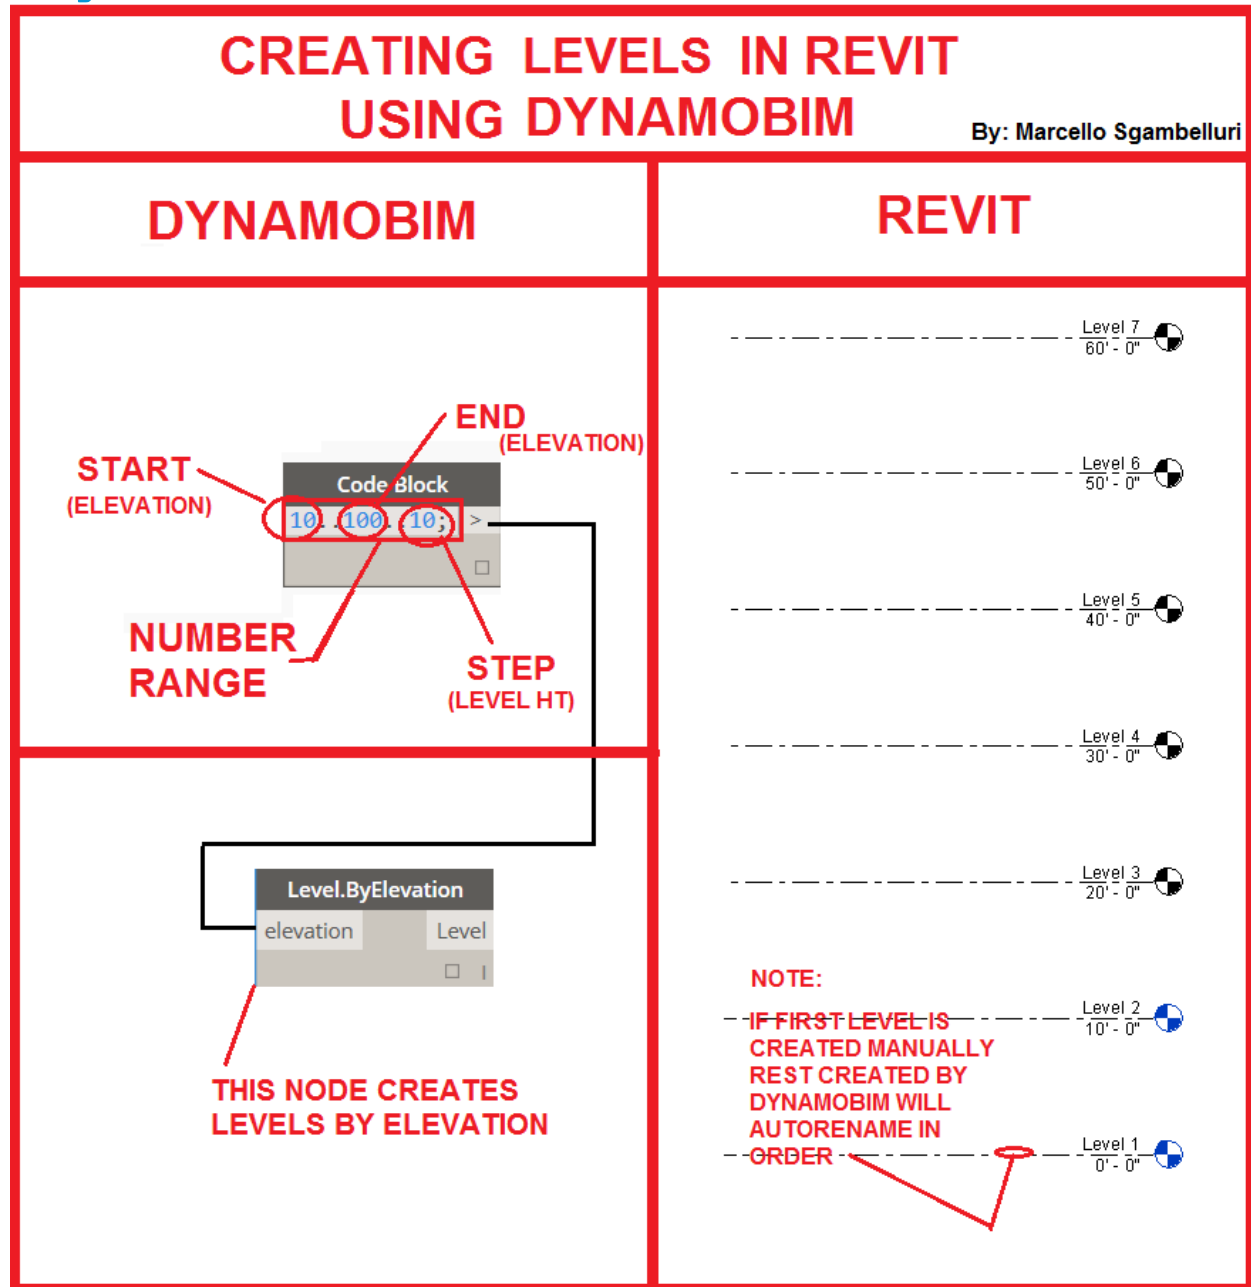 CREATING LEVELS IN REVIT
USING DYNAMOBIM
By: Marcello Sgambelluri
DYNAMOBIM
REVIT
START
(ELEVATION)
END
(ELEVATION)
Code Block
10..100..10;
>
NUMBER
RANGE
STEP
(LEVEL HT)
Level.ByElevation
elevation
Level
THIS NODE CREATES
LEVELS BY ELEVATION
Level 7
60' - 0"
Level 6
50' - 0"
Level 5
40' - 0"
Level 4
30' - 0"
Level 3
20' - 0"
Level 2
10' - 0"
NOTE:
IF FIRST LEVEL IS
CREATED MANUALLY
REST CREATED BY
DYNAMOBIM WILL
AUTORENAME IN
ORDER
Level 1
0' - 0"